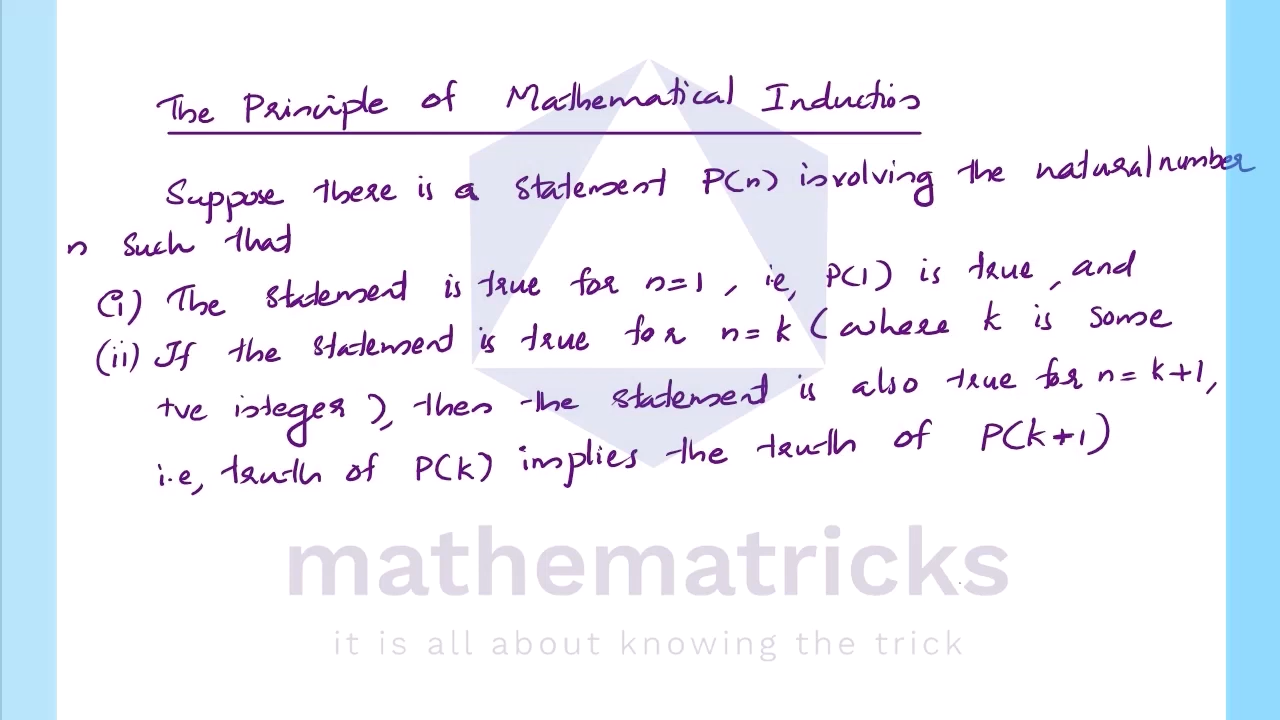 The Principle of Mathematical Induction
Suppose there is a statement P(n) involving the natural number
n such that
(i) The statement is true for n=1, ie, P(1) is true, and
(ii) If the statement is true for n=k (where k is some
+ve integer), then the statement is also true for n=k+1,
i.e, truth of P(k) implies the truth of P(k+1)
mathematricks
it is all about knowing the trick